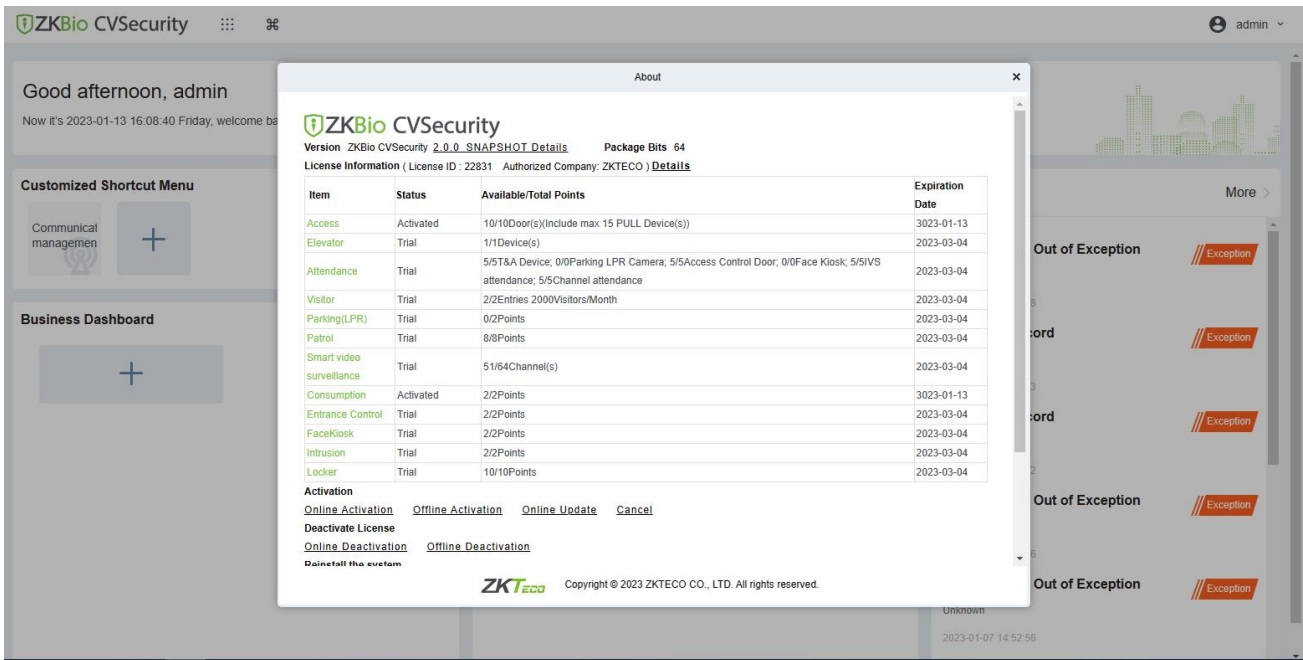 ZKBio CVSecurity
admin
Good afternoon, admin
Now it's 2023-01-13 16:08:40 Friday, welcome ba
Customized Shortcut Menu
Communicat
managemen
Business Dashboard
About
ZKBio CVSecurity
Version ZKBio CVSecurity 2.0.0_SNAPSHOT Details Package Bits 64
License Information ( License ID : 22831 Authorized Company: ZKTECO ) Details
Item Status Available/Total Points Expiration Date
Access Activated 10/10Door(s)(Include max 15 PULL Device(s)) 3023-01-13
Elevator Trial 1/1Device(s) 2023-03-04
Attendance Trial 5/5T&A Device; 0/0Parking LPR Camera; 5/5Access Control Door; 0/0Face Kiosk; 5/5IVS
attendance; 5/5Channel attendance 2023-03-04
Visitor Trial 2/2Entries 2000Visitors/Month 2023-03-04
Parking(LPR) Trial 0/2Points 2023-03-04
Patrol Trial 8/8Points 2023-03-04
Smart video
surveillance Trial 51/64Channel(s) 2023-03-04
Consumption Activated 2/2Points 3023-01-13
Entrance Control Trial 2/2Points 2023-03-04
FaceKiosk Trial 2/2Points 2023-03-04
Intrusion Trial 2/2Points 2023-03-04
Locker Trial 10/10Points 2023-03-04
Activation
Online Activation Offline Activation Online Update Cancel
Deactivate License
Online Deactivation Offline Deactivation
Reinstall the system
ZKTECO Copyright © 2023 ZKTECO CO., LTD. All rights reserved.
More
Out of Exception
Exception
8
cord
Exception
3
cord
Exception
2
Out of Exception
Exception
6
Out of Exception
Exception
Unknown
2023-01-07 14:52:56